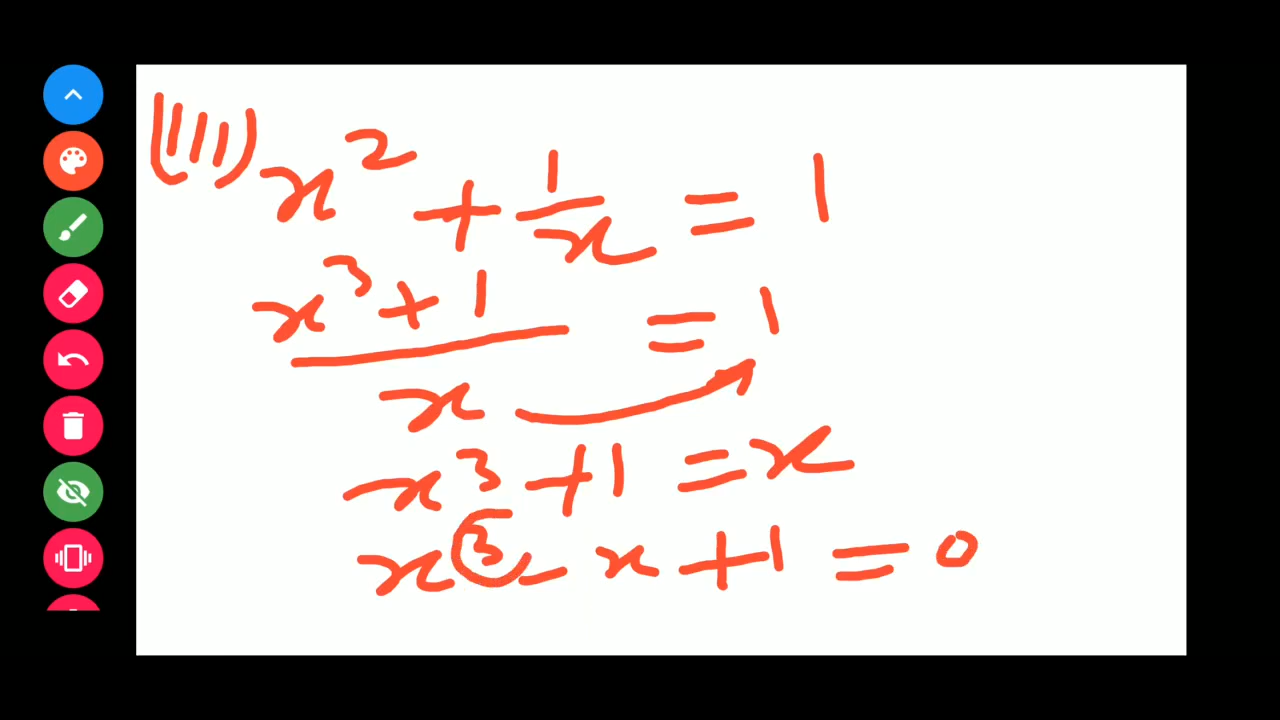 (iii) x² + 1/x = 1
x³ + 1 / x = 1
x³ + 1 = x
x³ - x + 1 = 0